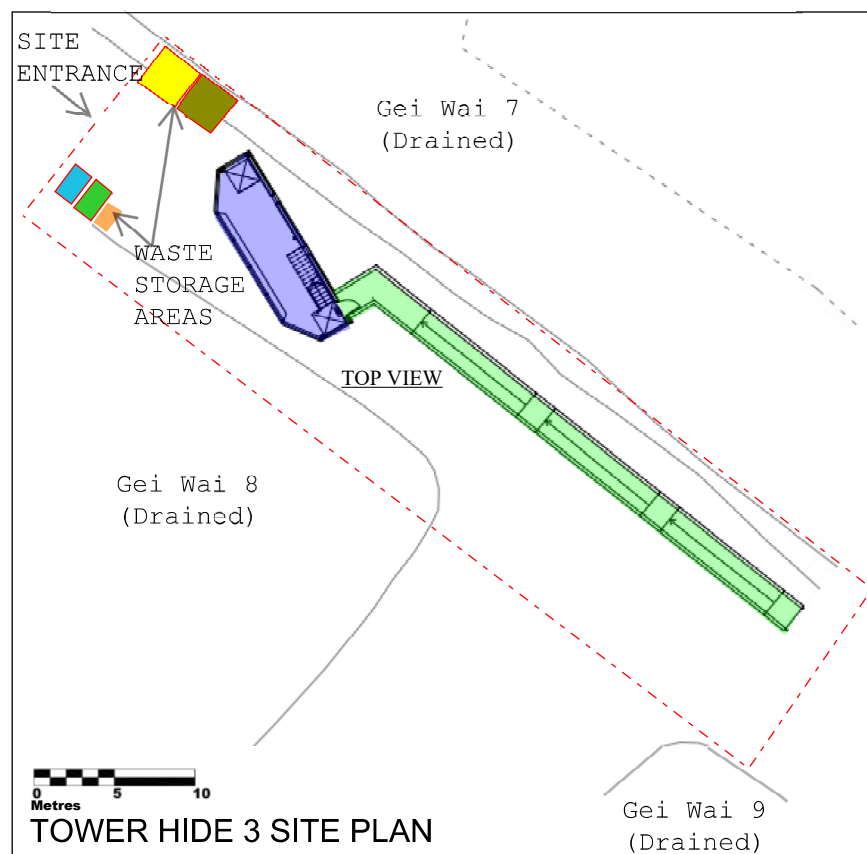 SITE
ENTRANCE
Gei Wai 7
(Drained)
WASTE
STORAGE
AREAS
TOP VIEW
Gei Wai 8
(Drained)
0 5 10
Metres
TOWER HIDE 3 SITE PLAN
Gei Wai 9
(Drained)